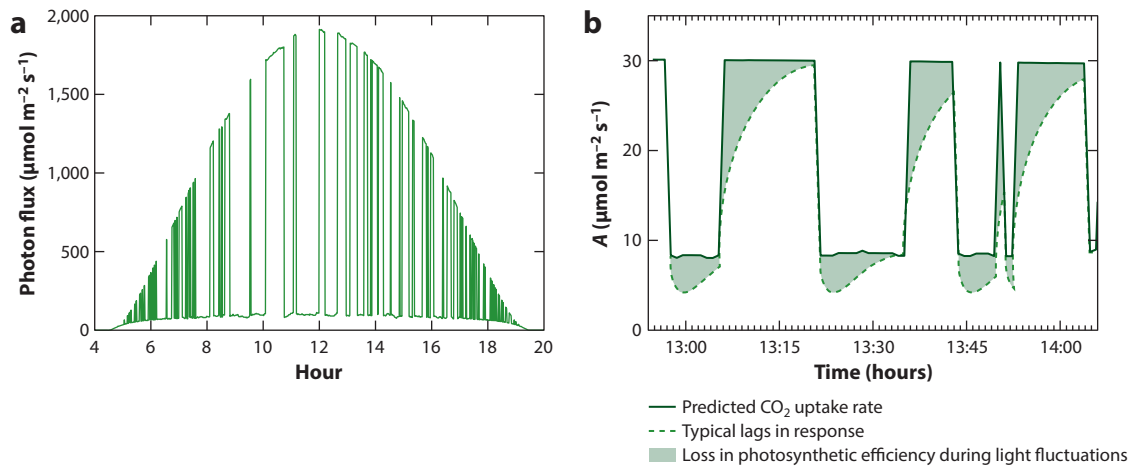 a
Photon flux (µmol m⁻² s⁻¹)
2,000
1,500
1,000
500
0
4
6
8
10
12
14
16
18
20
Hour
b
A (µmol m⁻² s⁻¹)
40
30
20
10
0
13:00
13:15
13:30
13:45
14:00
Time (hours)
Predicted CO₂ uptake rate
Typical lags in response
Loss in photosynthetic efficiency during light fluctuations